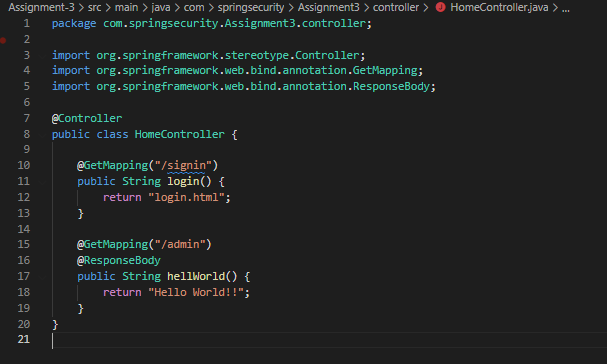 Assignment-3 > src > main > java > com > springsecurity > Assignment3 > controller > HomeController.java > ...
1 package com.springsecurity.Assignment3.controller;
2
3 import org.springframework.stereotype.Controller;
4 import org.springframework.web.bind.annotation.GetMapping;
5 import org.springframework.web.bind.annotation.ResponseBody;
6
7 @Controller
8 public class HomeController {
9
10 @GetMapping("/signin")
11 public String login() {
12 return "login.html";
13 }
14
15 @GetMapping("/admin")
16 @ResponseBody
17 public String hellWorld() {
18 return "Hello World!!";
19 }
20 }
21